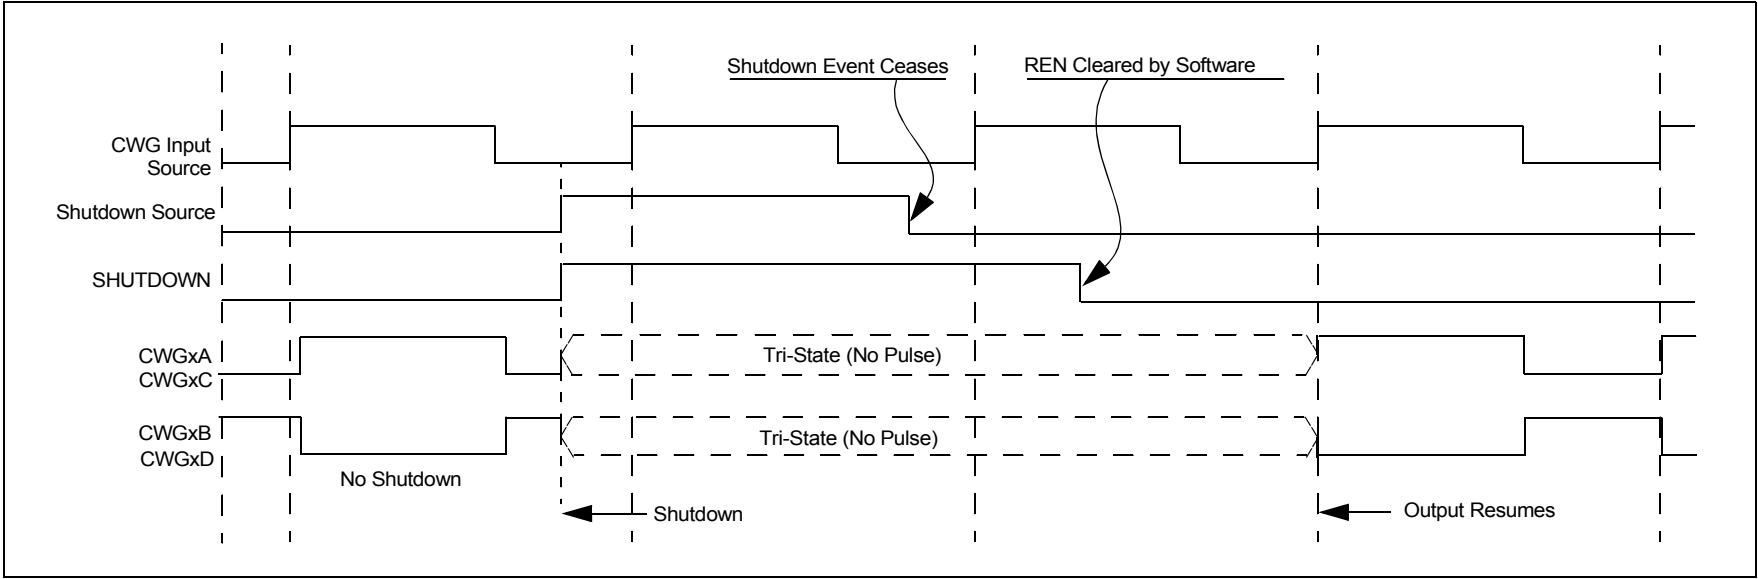 Shutdown Event Ceases
REN Cleared by Software
CWG Input
Source
Shutdown Source
SHUTDOWN
CWGxA
CWGxC
Tri-State (No Pulse)
CWGxB
CWGxD
Tri-State (No Pulse)
No Shutdown
Shutdown
Output Resumes